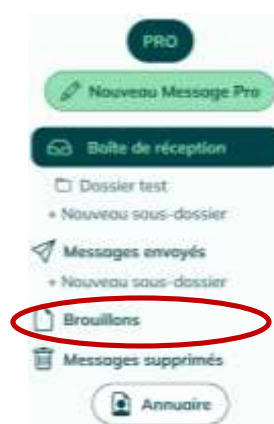 PRO
Nouveau Message Pro
Boîte de réception
Dossier test
+ Nouveau sous-dossier
Messages envoyés
+ Nouveau sous-dossier
Brouillons
Messages supprimés
Annuaire